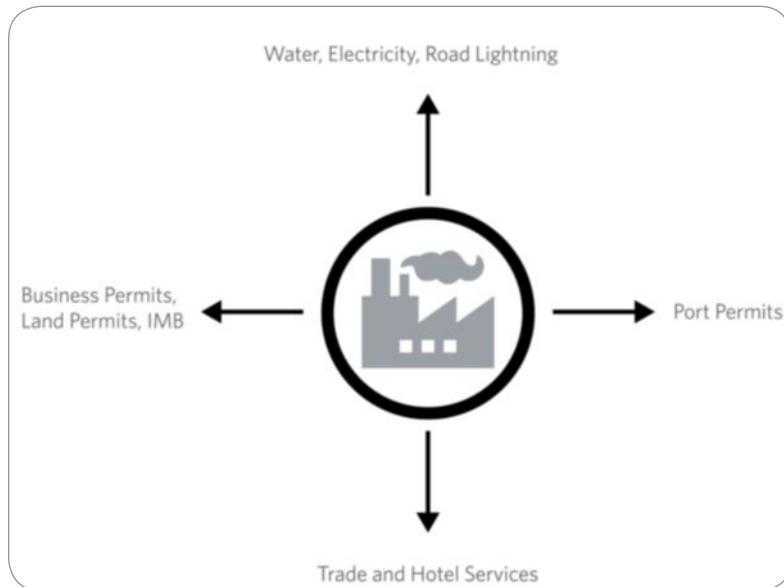 Water, Electricity, Road Lightning
Business Permits,
Land Permits, IMB
Port Permits
Trade and Hotel Services